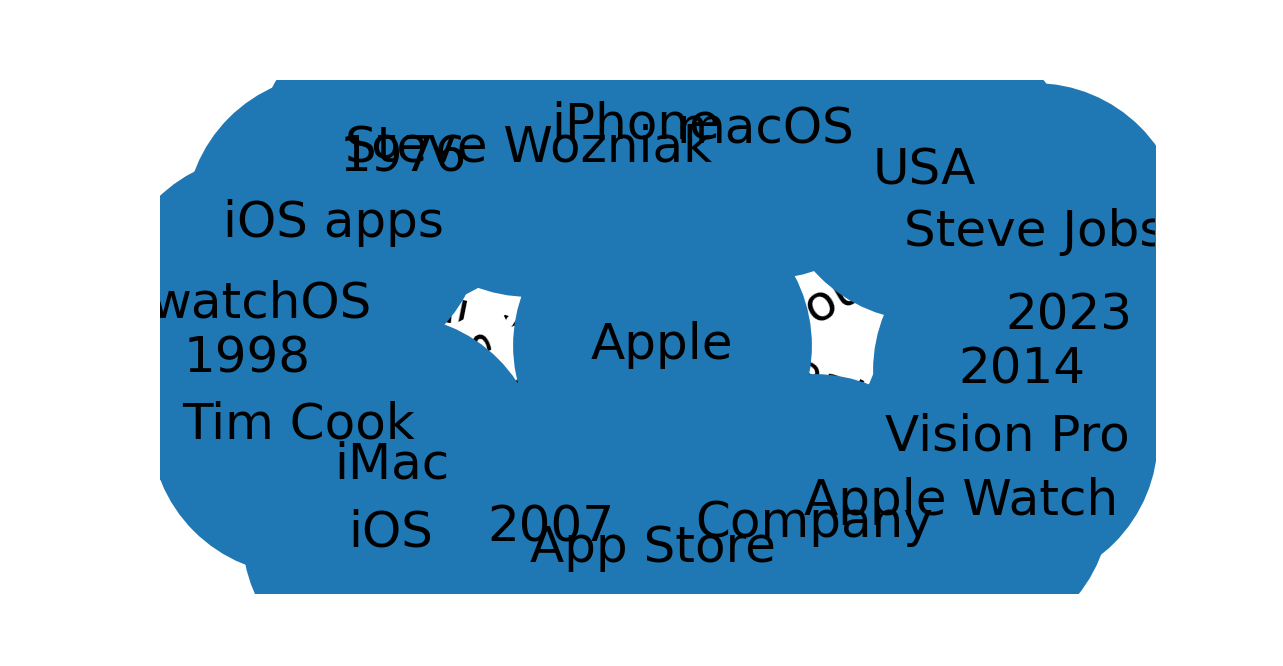 iPhone
macOS
Steve Wozniak
1976
USA
iOS apps
Steve Jobs
watchOS
2023
Apple
1998
2014
Tim Cook
Vision Pro
iMac
Apple Watch
2007
Company
iOS
App Store